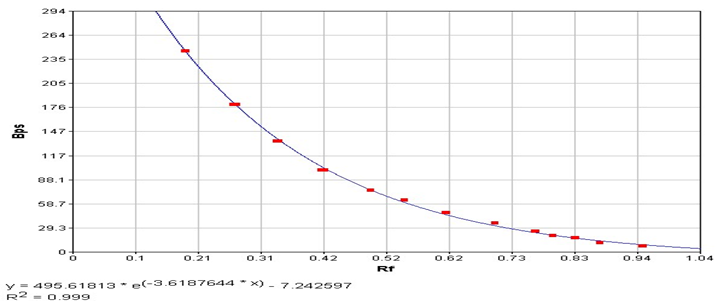 294
264
235
205
176
147
117
88.1
58.7
29.3
0
Bps
0 0.1 0.21 0.31 0.42 0.52 0.62 0.73 0.83 0.94 1.04
Rf
y = 495.61813 * e(-3.6187644 * x) - 7.242597
R2 = 0.999